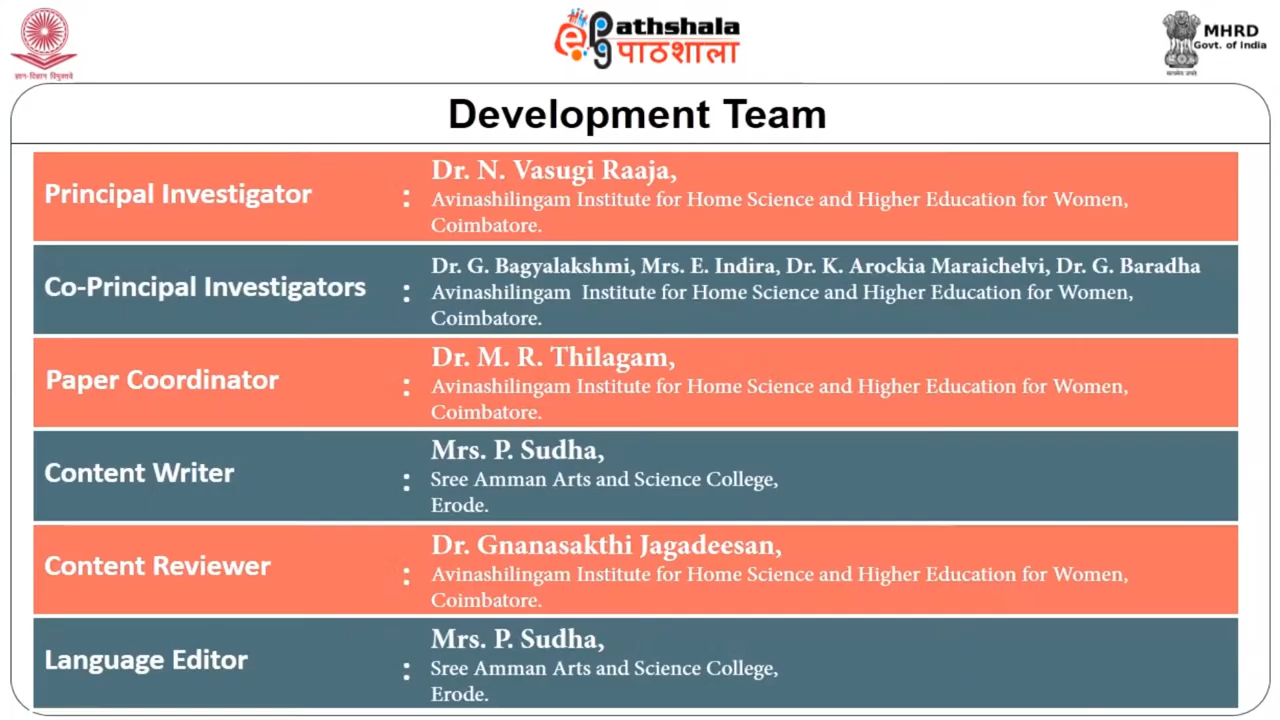 ज्ञान-विज्ञान विमुक्तये
ePathshala
पाठशाला
MHRD
Govt. of India
सत्यमेव जयते
Development Team
Principal Investigator : Dr. N. Vasugi Raaja,
Avinashilingam Institute for Home Science and Higher Education for Women,
Coimbatore.
Co-Principal Investigators : Dr. G. Bagyalakshmi, Mrs. E. Indira, Dr. K. Arockia Maraichelvi, Dr. G. Baradha
Avinashilingam Institute for Home Science and Higher Education for Women,
Coimbatore.
Paper Coordinator : Dr. M. R. Thilagam,
Avinashilingam Institute for Home Science and Higher Education for Women,
Coimbatore.
Content Writer : Mrs. P. Sudha,
Sree Amman Arts and Science College,
Erode.
Content Reviewer : Dr. Gnanasakthi Jagadeesan,
Avinashilingam Institute for Home Science and Higher Education for Women,
Coimbatore.
Language Editor : Mrs. P. Sudha,
Sree Amman Arts and Science College,
Erode.